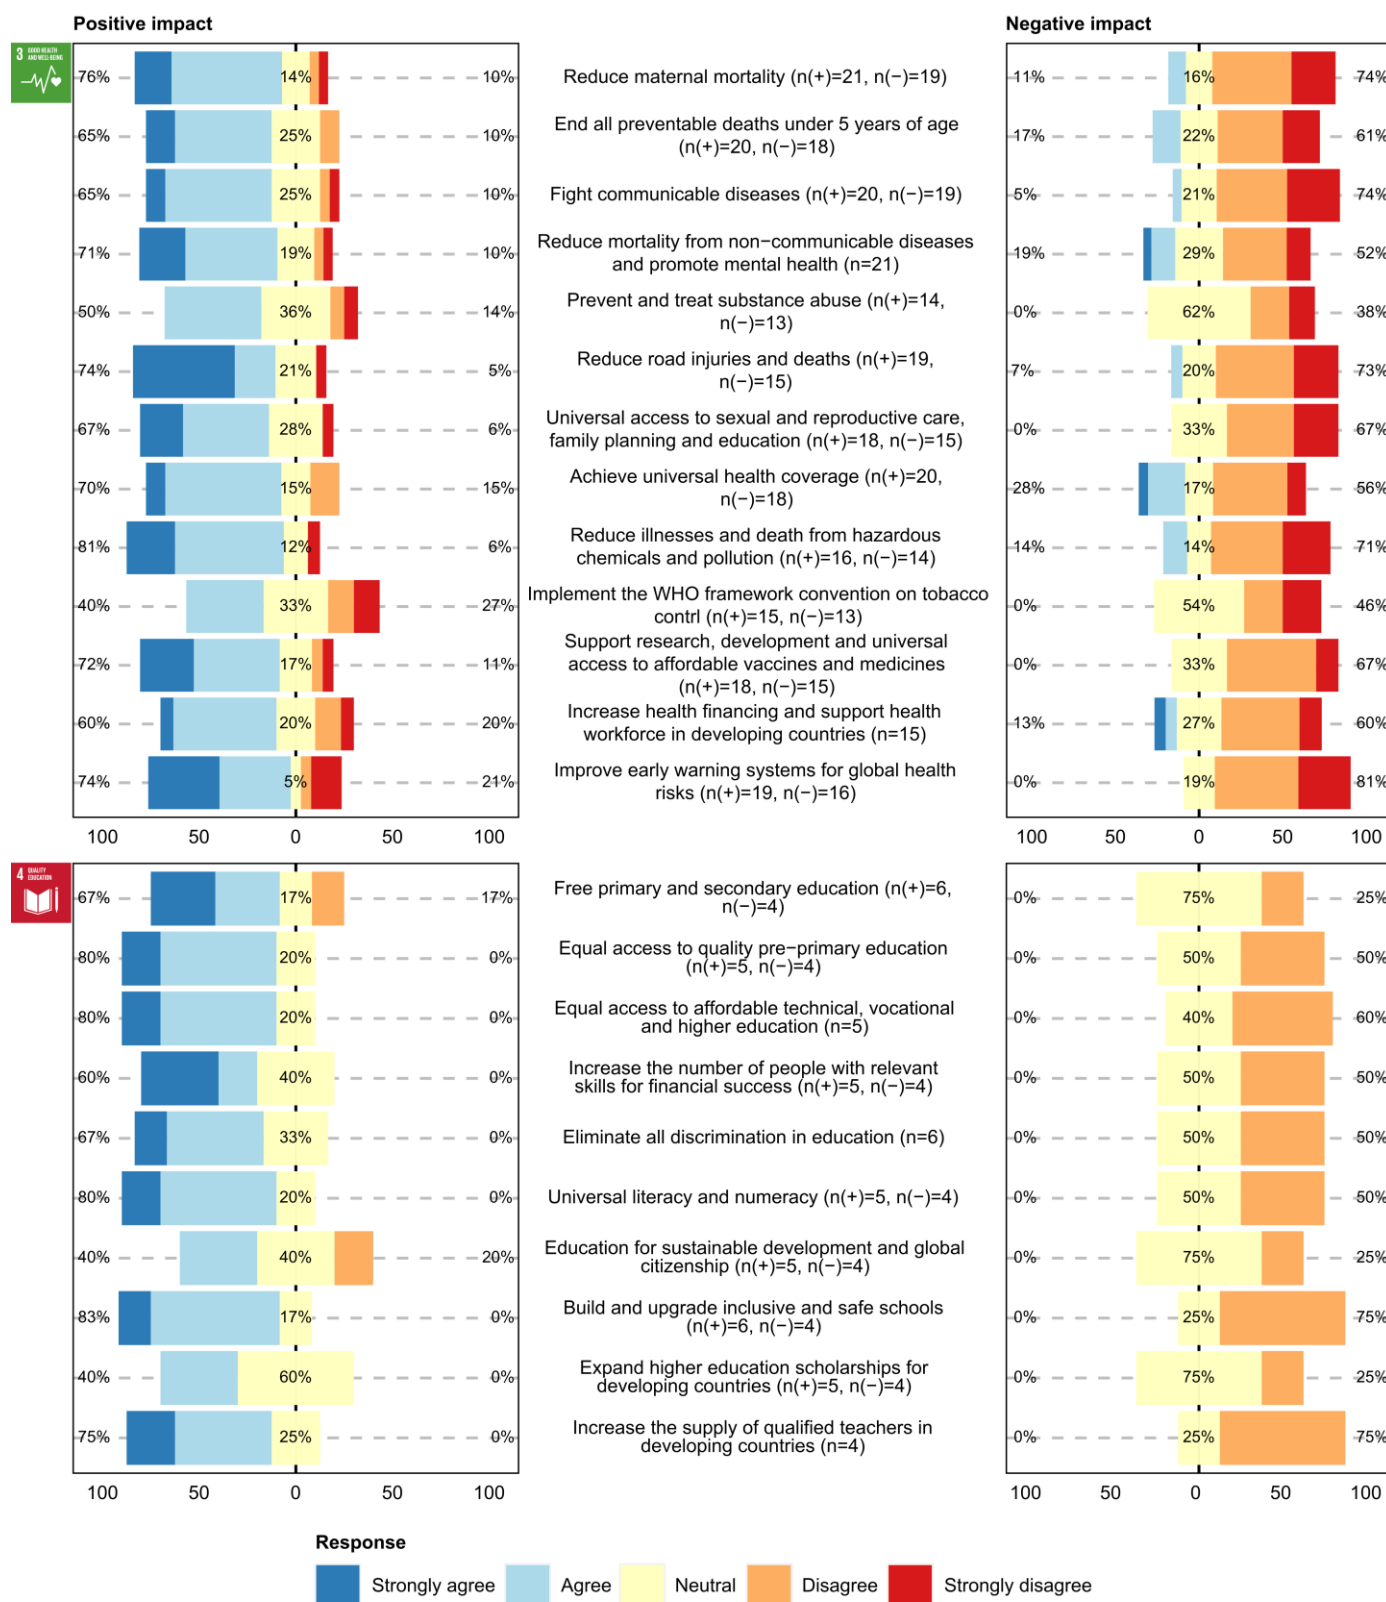 Positive impact
Negative impact
3 GOOD HEALTH
AND WELL-BEING
76%
14%
10%
Reduce maternal mortality (n(+)=21, n(−)=19)
11%
16%
74%
65%
25%
10%
End all preventable deaths under 5 years of age
(n(+)=20, n(−)=18)
17%
22%
61%
65%
25%
10%
Fight communicable diseases (n(+)=20, n(−)=19)
5%
21%
74%
71%
19%
10%
Reduce mortality from non−communicable diseases
and promote mental health (n=21)
19%
29%
52%
50%
36%
14%
Prevent and treat substance abuse (n(+)=14,
n(−)=13)
0%
62%
38%
74%
21%
5%
Reduce road injuries and deaths (n(+)=19,
n(−)=15)
7%
20%
73%
67%
28%
6%
Universal access to sexual and reproductive care,
family planning and education (n(+)=18, n(−)=15)
0%
33%
67%
70%
15%
15%
Achieve universal health coverage (n(+)=20,
n(−)=18)
28%
17%
56%
81%
12%
6%
Reduce illnesses and death from hazardous
chemicals and pollution (n(+)=16, n(−)=14)
14%
14%
71%
40%
33%
27%
Implement the WHO framework convention on tobacco
contrl (n(+)=15, n(−)=13)
0%
54%
46%
72%
17%
11%
Support research, development and universal
access to affordable vaccines and medicines
(n(+)=18, n(−)=15)
0%
33%
67%
60%
20%
20%
Increase health financing and support health
workforce in developing countries (n=15)
13%
27%
60%
74%
5%
21%
Improve early warning systems for global health
risks (n(+)=19, n(−)=16)
0%
19%
81%
100 50 0 50 100
100 50 0 50 100
4 QUALITY
EDUCATION
67%
17%
17%
Free primary and secondary education (n(+)=6,
n(−)=4)
0%
75%
25%
80%
20%
0%
Equal access to quality pre−primary education
(n(+)=5, n(−)=4)
0%
50%
50%
80%
20%
0%
Equal access to affordable technical, vocational
and higher education (n=5)
0%
40%
60%
60%
40%
0%
Increase the number of people with relevant
skills for financial success (n(+)=5, n(−)=4)
0%
50%
50%
67%
33%
0%
Eliminate all discrimination in education (n=6)
0%
50%
50%
80%
20%
0%
Universal literacy and numeracy (n(+)=5, n(−)=4)
0%
50%
50%
40%
40%
20%
Education for sustainable development and global
citizenship (n(+)=5, n(−)=4)
0%
75%
25%
83%
17%
0%
Build and upgrade inclusive and safe schools
(n(+)=6, n(−)=4)
0%
25%
75%
40%
60%
0%
Expand higher education scholarships for
developing countries (n(+)=5, n(−)=4)
0%
75%
25%
75%
25%
0%
Increase the supply of qualified teachers in
developing countries (n=4)
0%
25%
75%
100 50 0 50 100
100 50 0 50 100
Response
Strongly agree Agree Neutral Disagree Strongly disagree